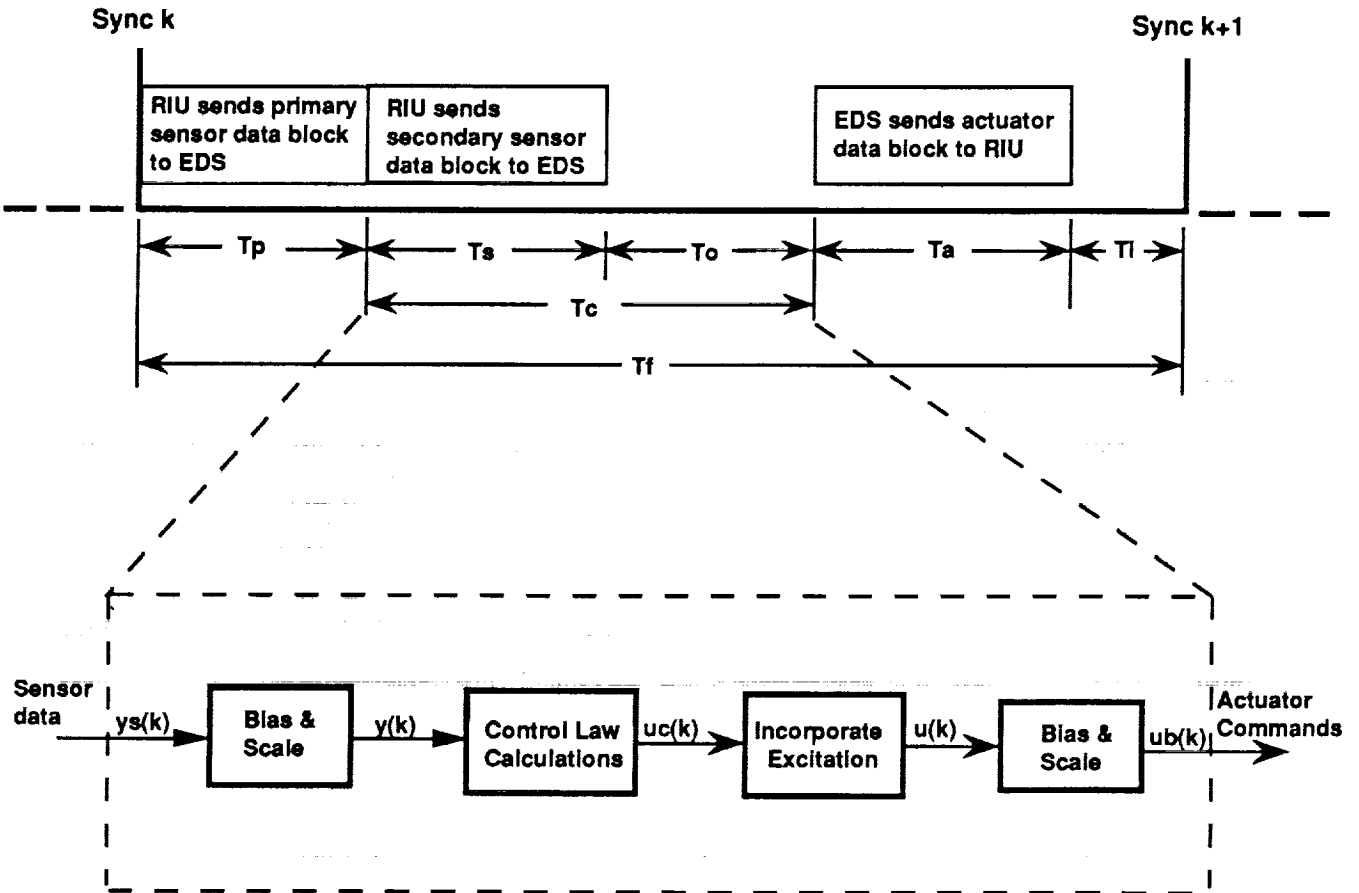 Sync k
Sync k+1
RIU sends primary
sensor data block
to EDS
RIU sends
secondary sensor
data block to EDS
EDS sends actuator
data block to RIU
Tp
Ts
To
Ta
Ti
Tc
Tf
Sensor
data
ys(k)
Bias &
Scale
y(k)
Control Law
Calculations
uc(k)
Incorporate
Excitation
u(k)
Bias &
Scale
ub(k)
Actuator
Commands